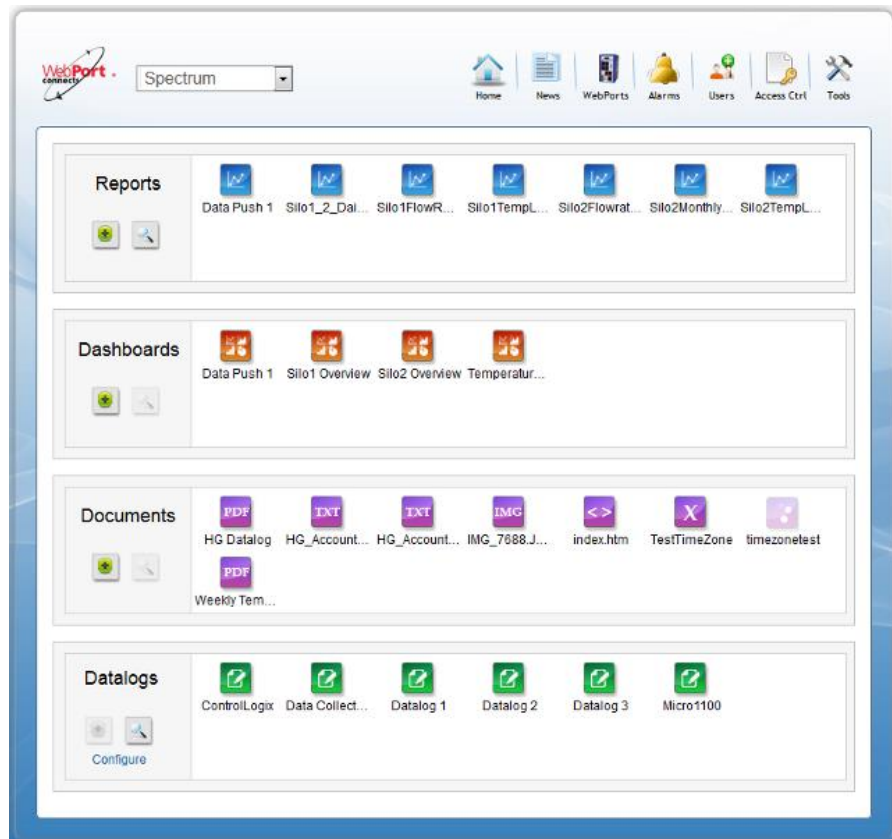 WebPort .
connects
Spectrum
Home News WebPorts Alarms Users Access Ctrl Tools
Reports
Data Push 1 Silo1_2_Dai... Silo1FlowR... Silo1TempL... Silo2Flowrat... Silo2Monthly... Silo2TempL...
Dashboards
Data Push 1 Silo1 Overview Silo2 Overview Temperatur...
Documents
PDF TXT TXT IMG <> X
HG Datalog HG_Account... HG_Account... IMG_7688.J... index.htm TestTimeZone timezonetest
PDF
Weekly Tem...
Datalogs
ControlLogix Data Collect... Datalog 1 Datalog 2 Datalog 3 Micro1100
Configure